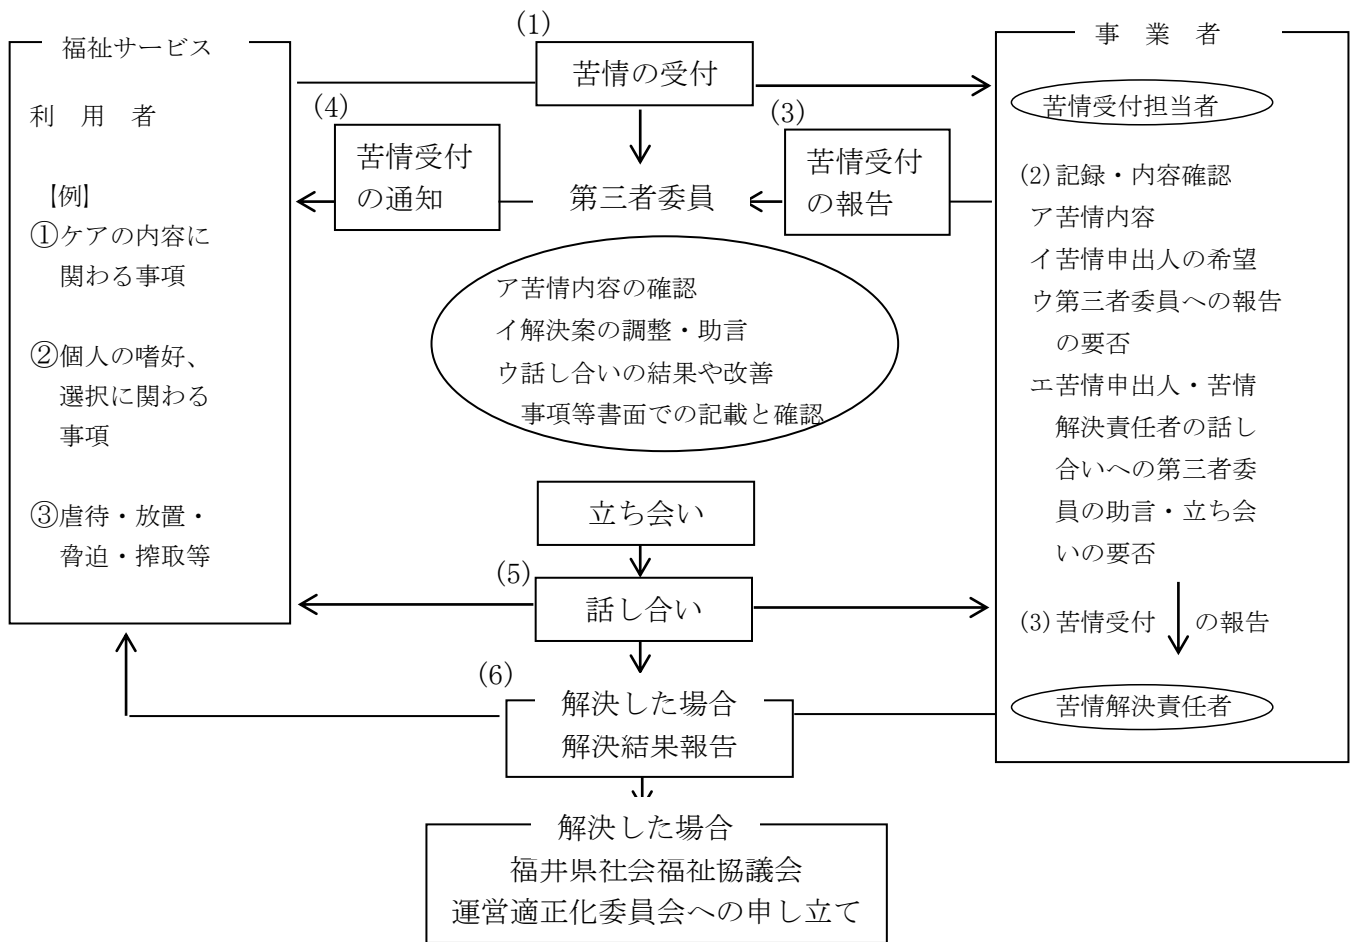 福祉サービス
利 用 者
【例】
①ケアの内容に
関わる事項
②個人の嗜好、
選択に関わる
事項
③虐待・放置・
脅迫・搾取等
(1)
苦情の受付
(4)
苦情受付
の通知
第三者委員
(3)
苦情受付
の報告
ア苦情内容の確認
イ解決案の調整・助言
ウ話し合いの結果や改善
事項等書面での記載と確認
立ち会い
(5)
話し合い
(6)
解決した場合
解決結果報告
解決した場合
福井県社会福祉協議会
運営適正化委員会への申し立て
事 業 者
苦情受付担当者
(2)記録・内容確認
ア苦情内容
イ苦情申出人の希望
ウ第三者委員への報告
の要否
エ苦情申出人・苦情
解決責任者の話し
合いへの第三者委
員の助言・立ち会
いの要否
(3)苦情受付 の報告
苦情解決責任者